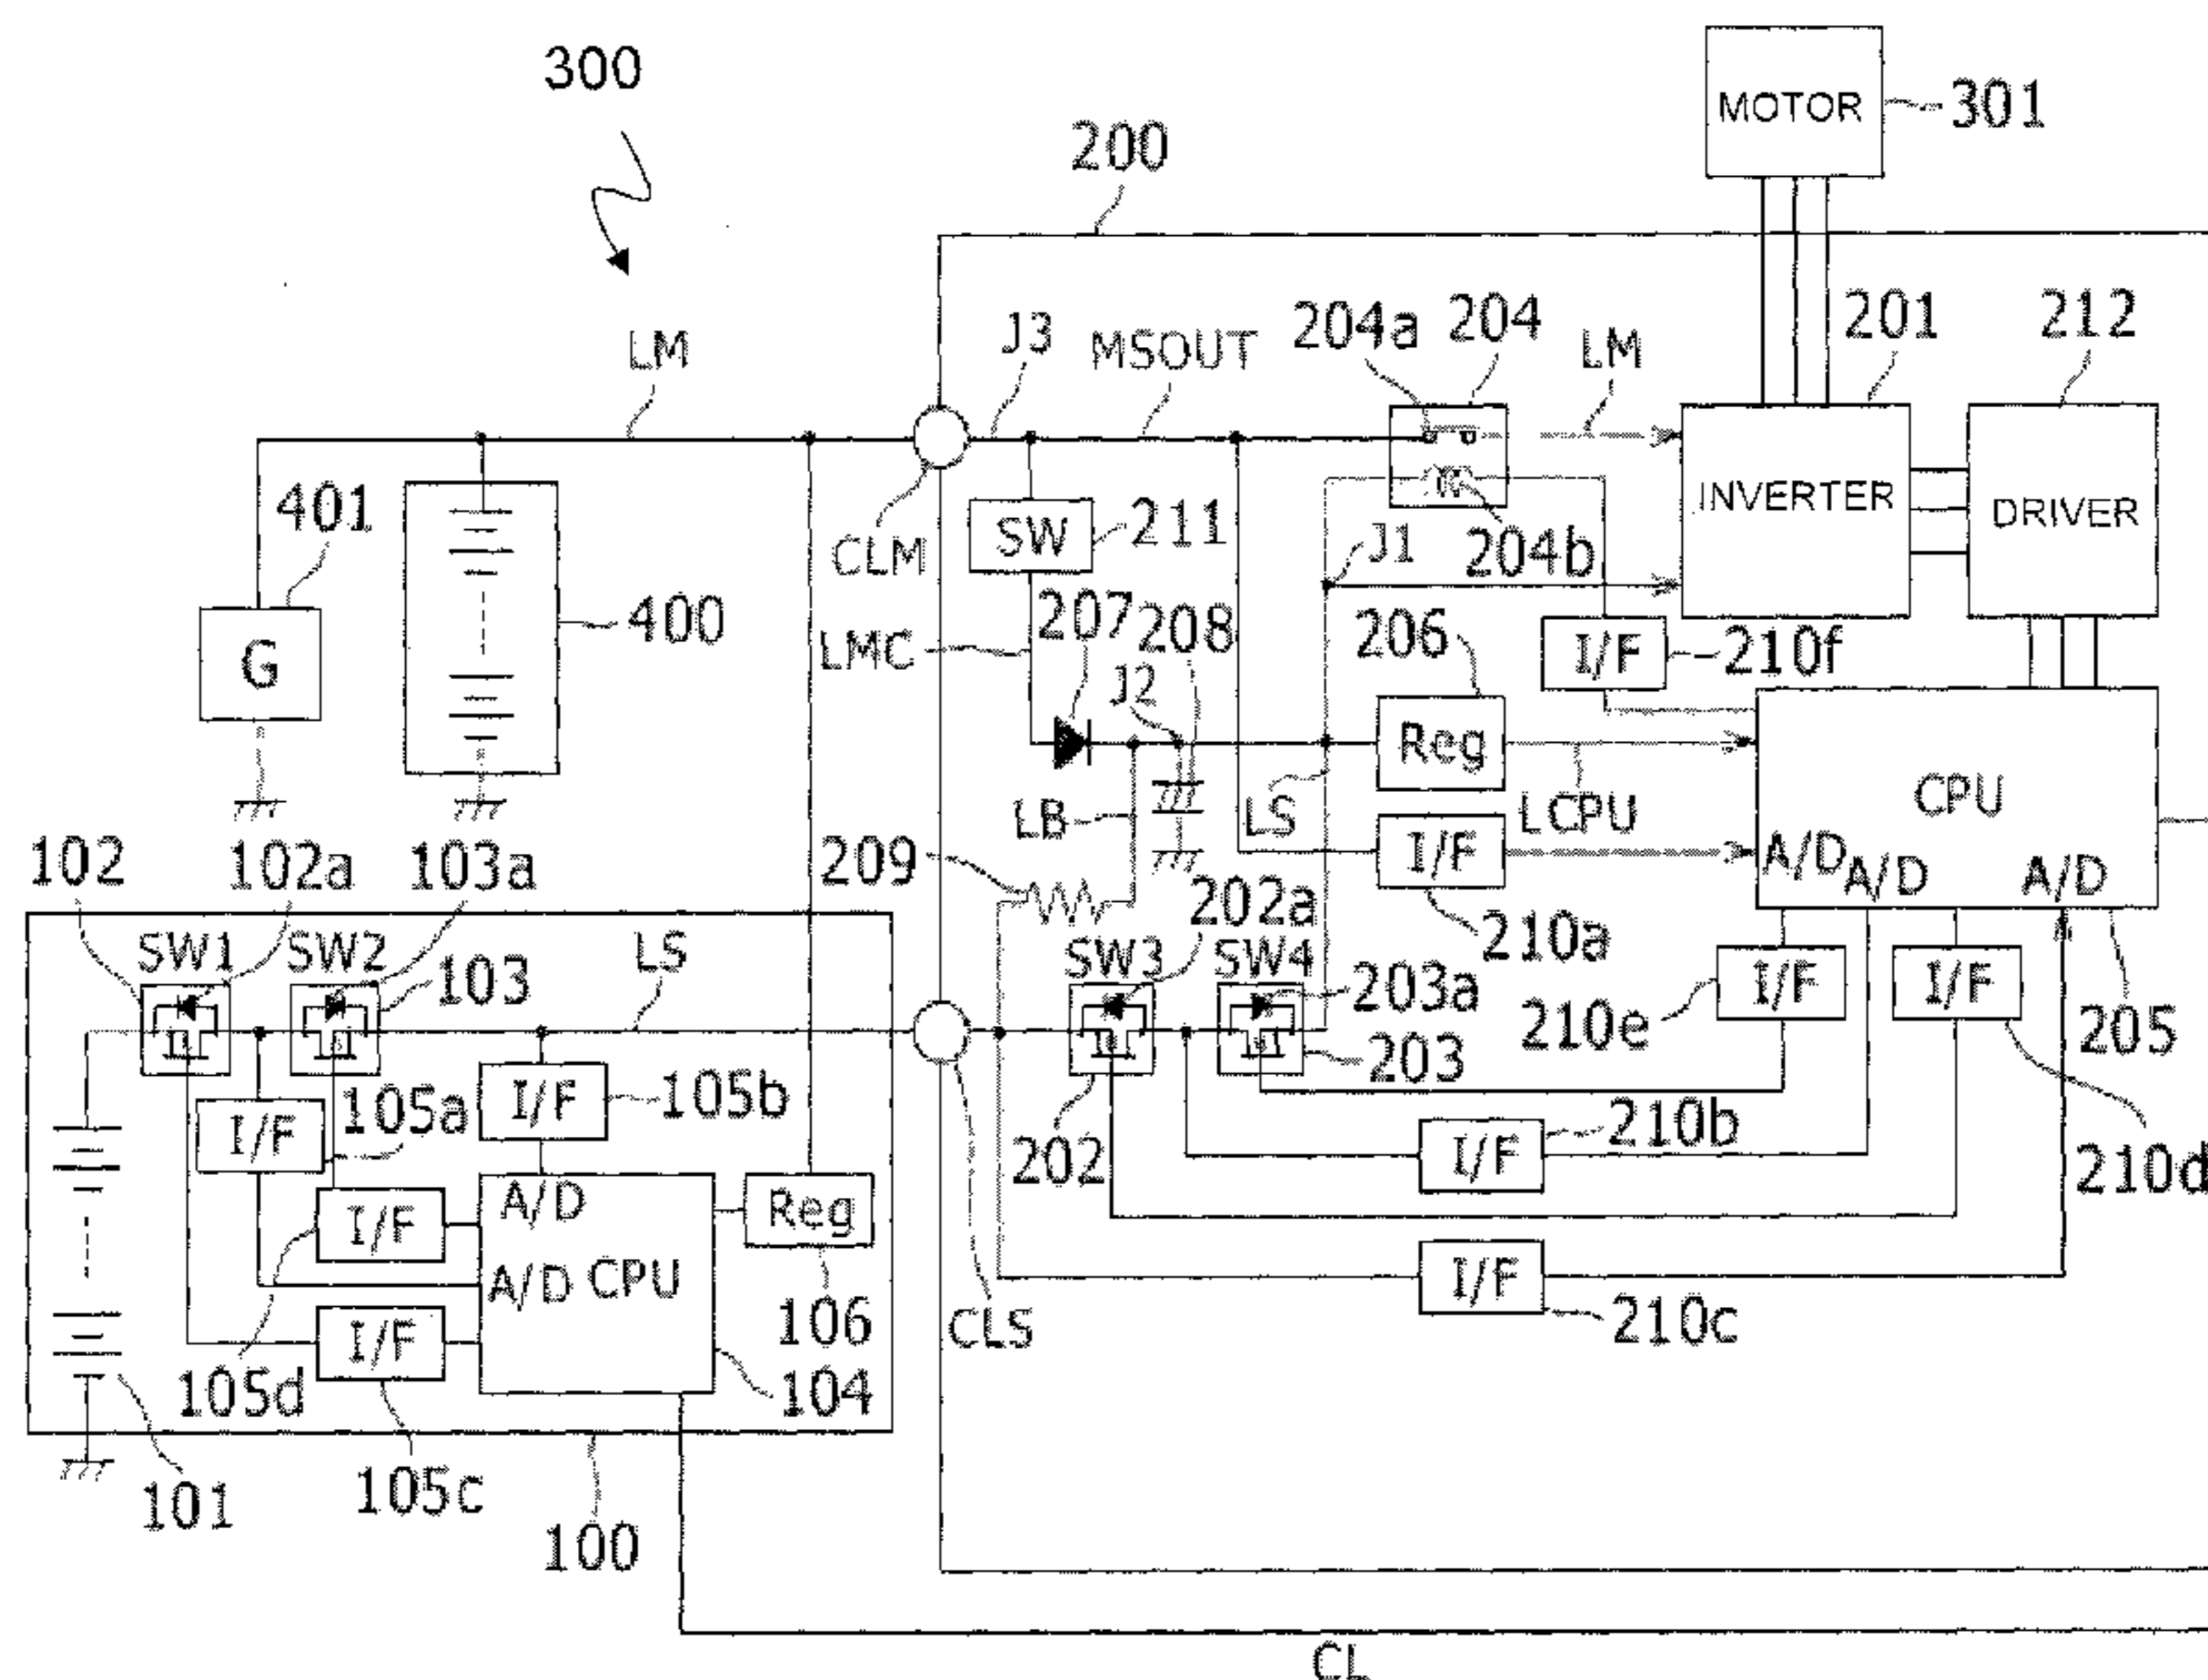 300
MOTOR
301
200
204a
204
201
212
LM
J3
MSOUT
LM
401
INVERTER
DRIVER
SW
211
J1
204b
CLM
G
400
207
208
206
LMC
I/F
210f
J2
Reg
CPU
LB
LS
LCPU
209
I/F
A/D
A/D
A/D
102
102a
103a
202a
210a
SW1
SW2
103
LS
SW3
SW4
203a
I/F
I/F
210e
205
203
I/F
105a
I/F
105b
202
210b
I/F
210d
I/F
A/D
Reg
A/D
CPU
I/F
I/F
106
CLS
210c
105d
104
101
105c
100
CL